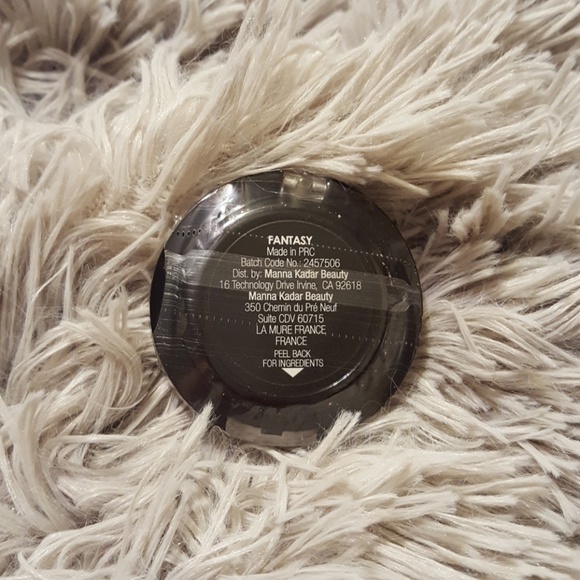 FANTASY
Made in PRC
Batch Code No.: 2457506
Dist. by: Manna Kadar Beauty
16 Technology Drive Irvine, CA 92618
Manna Kadar Beauty
350 Chemin du Pré Neuf
Suite CDV 60715
LA MURE FRANCE
FRANCE
PEEL BACK
FOR INGREDIENTS